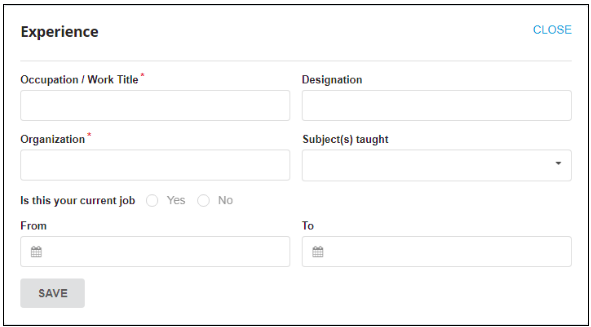 Experience
CLOSE
Occupation / Work Title *
Designation
Organization *
Subject(s) taught
Is this your current job Yes No
From
To
SAVE